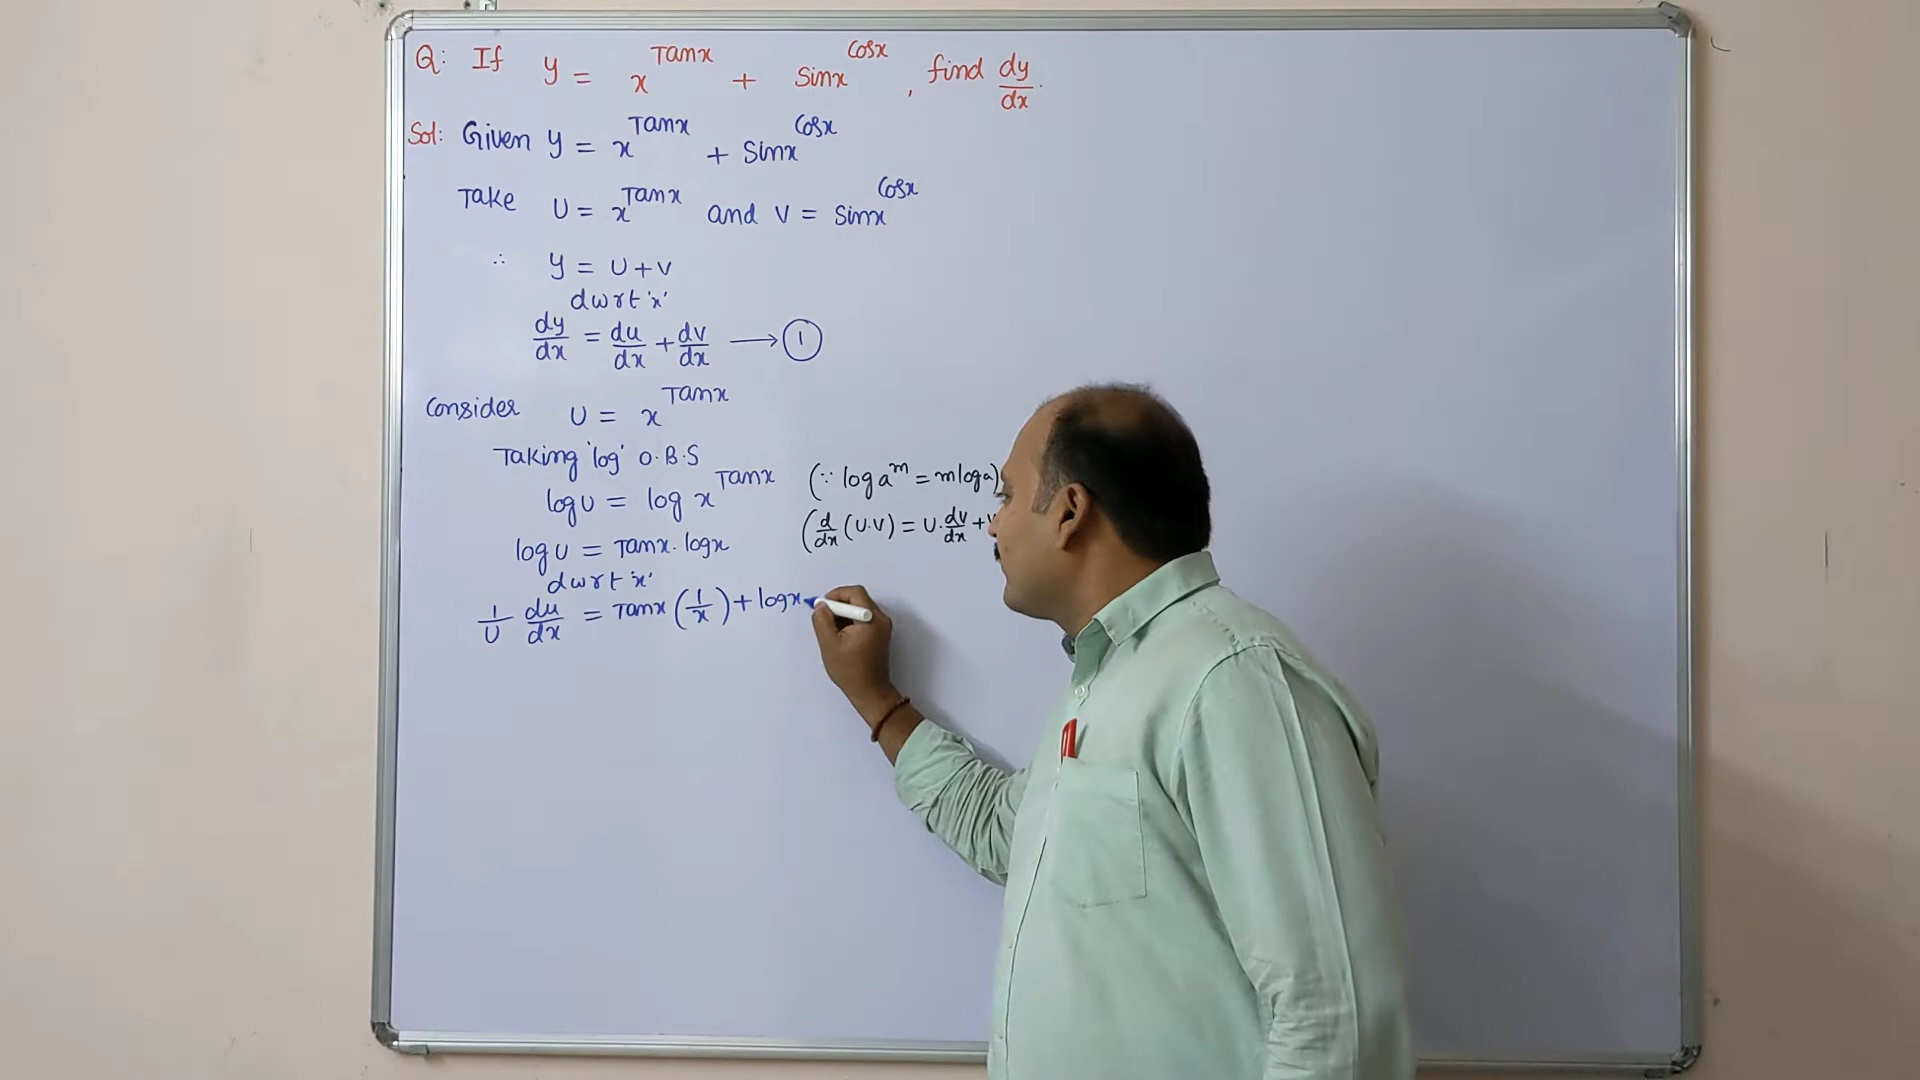 Q: If y = x^Tanx + Sinx^Cosx, find dy/dx.
Sol: Given y = x^Tanx + Sinx^Cosx
Take U = x^Tanx and V = Sinx^Cosx
∴ y = U+V
dwrt 'x'
dy/dx = du/dx + dv/dx → ①
Consider U = x^Tanx
Taking 'log' O.B.S
logU = log x^Tanx (∵ log a^m = m log a)
(d/dx (U.V) = U. dv/dx +
logU = Tanx. logx
dwrt 'x'
1/U du/dx = Tanx (1/x) + logx